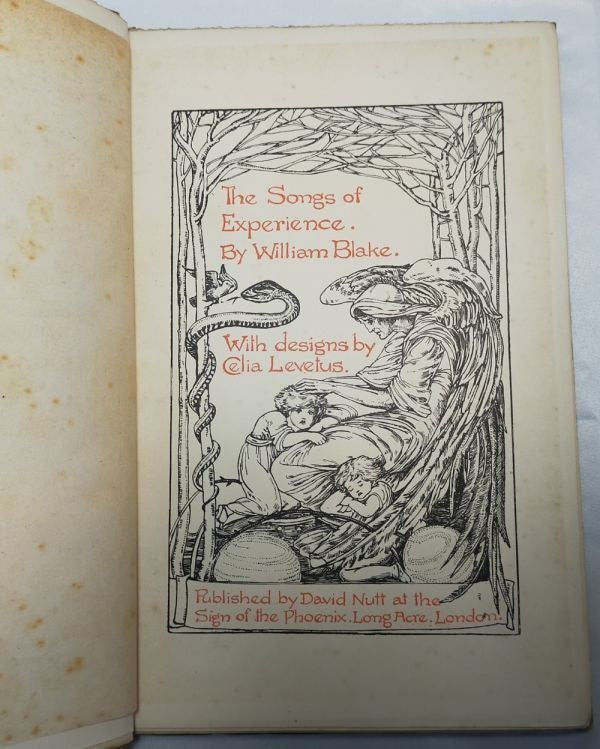 The Songs of
Experience.
By William Blake.
With designs by
Celia Levetus.
Published by David Nutt at the
Sign of the Phoenix. Long Acre. London.